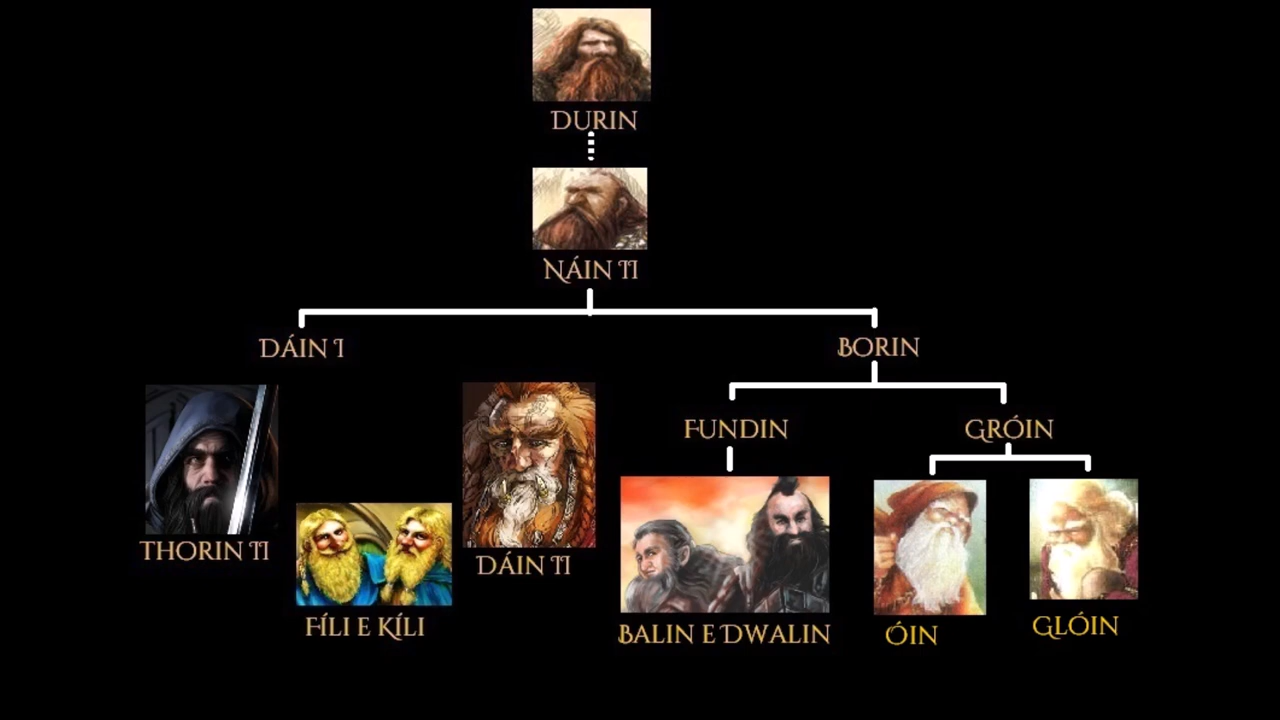 DURIN
NÁIN II
DÁIN I
BORIN
FUNDIN
GRÓIN
THORIN II
DÁIN II
FÍLI E KÍLI
BALIN E DWALIN
ÓIN
GLÓIN